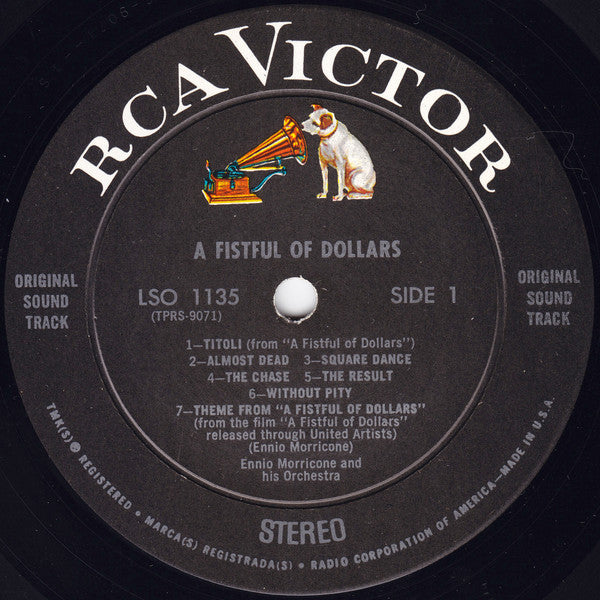 RCA VICTOR
A FISTFUL OF DOLLARS
ORIGINAL
SOUND
TRACK
LSO 1135
(TPRS-9071)
SIDE 1
ORIGINAL
SOUND
TRACK
1—TITOLI (from "A Fistful of Dollars")
2—ALMOST DEAD   3—SQUARE DANCE
4—THE CHASE   5—THE RESULT
6—WITHOUT PITY
7—THEME FROM "A FISTFUL OF DOLLARS"
(from the film "A Fistful of Dollars"
released through United Artists)
(Ennio Morricone)
Ennio Morricone and
his Orchestra
STEREO
TMK(S) ® REGISTERED • MARCA(S) REGISTRADA(S) • RADIO CORPORATION OF AMERICA—MADE IN U.S.A.